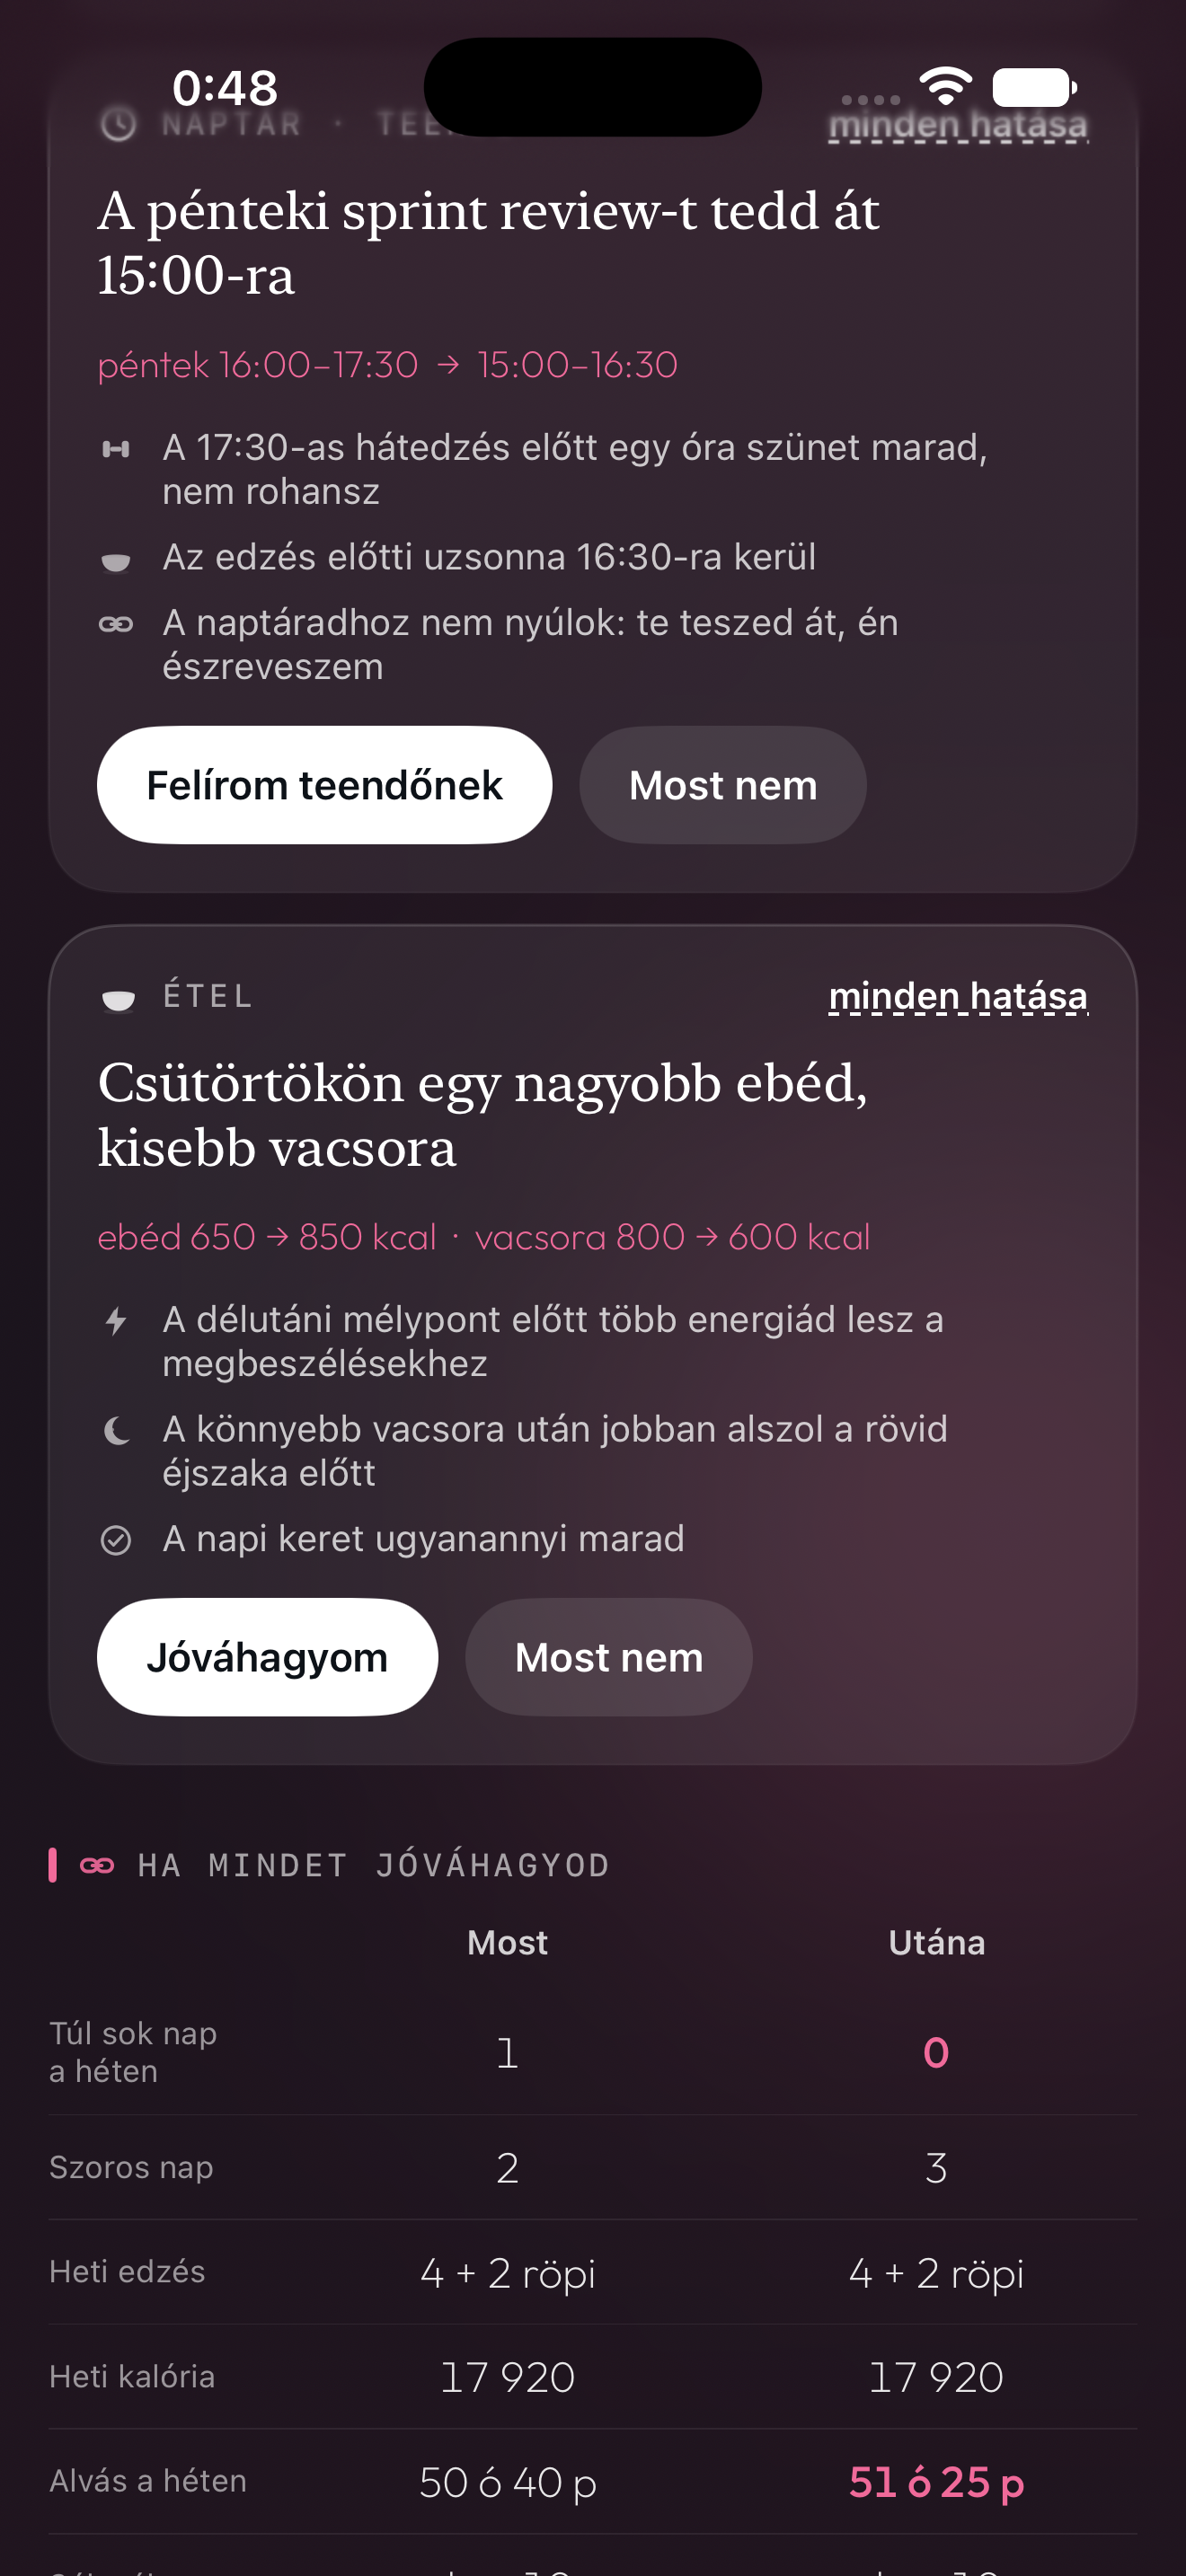 0:48
NAPTÁR
minden hatása
A pénteki sprint review-t tedd át
15:00-ra
péntek 16:00–17:30 → 15:00–16:30
A 17:30-as hátedzés előtt egy óra szünet marad,
nem rohansz
Az edzés előtti uzsonna 16:30-ra kerül
A naptáradhoz nem nyúlok: te teszed át, én
észreveszem
Felírom teendőnek
Most nem
ÉTEL
minden hatása
Csütörtökön egy nagyobb ebéd,
kisebb vacsora
ebéd 650 → 850 kcal · vacsora 800 → 600 kcal
A délutáni mélypont előtt több energiád lesz a
megbeszélésekhez
A könnyebb vacsora után jobban alszol a rövid
éjszaka előtt
A napi keret ugyanannyi marad
Jóváhagyom
Most nem
HA MINDET JÓVÁHAGYOD
Most Utána
Túl sok nap
a héten
1 0
Szoros nap 2 3
Heti edzés 4 + 2 röpi 4 + 2 röpi
Heti kalória 17 920 17 920
Alvás a héten 50 ó 40 p 51 ó 25 p